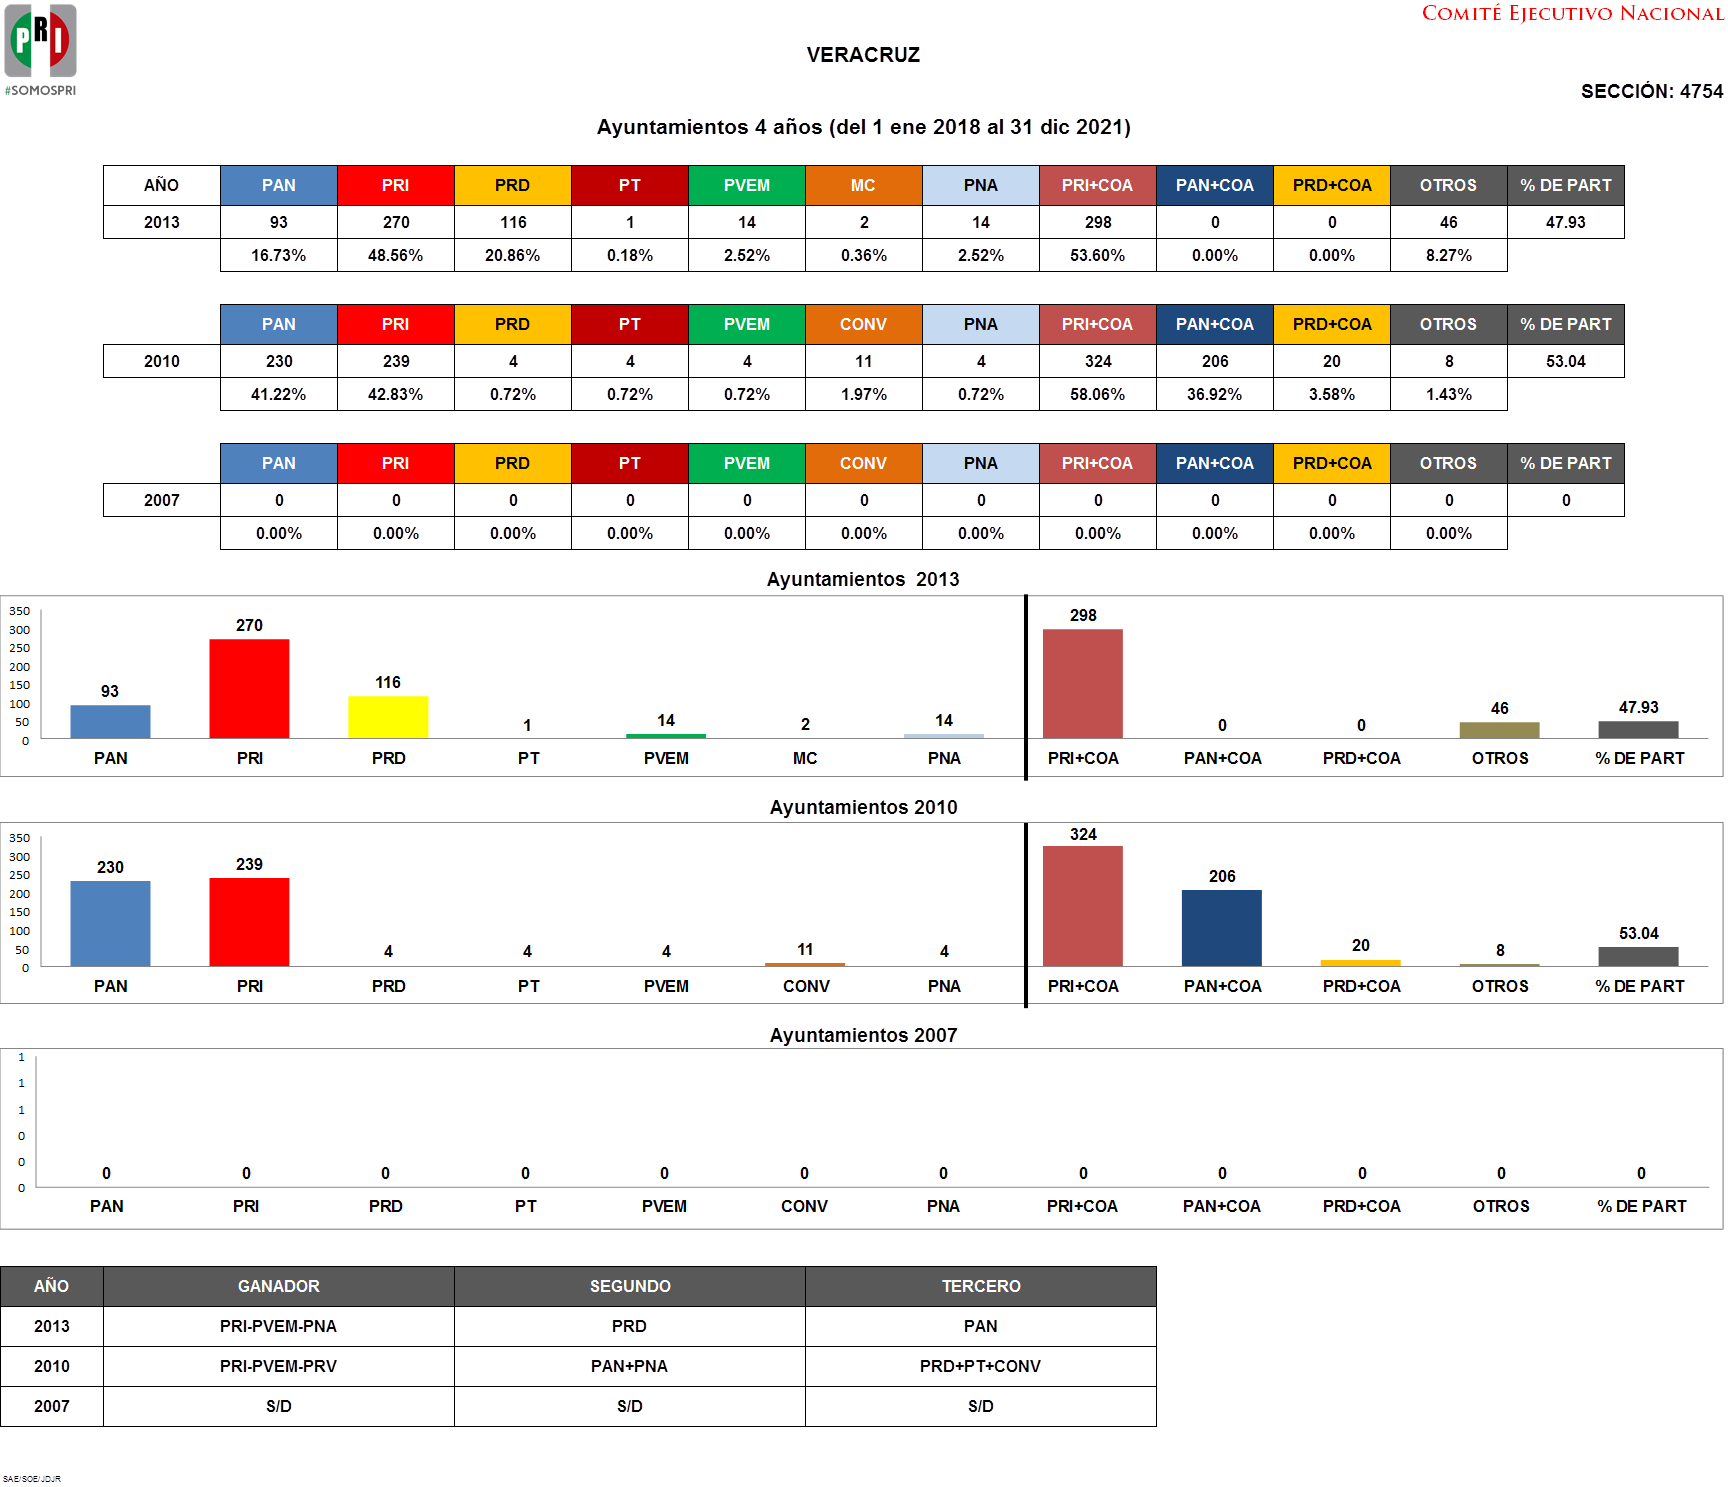 COMITÉ EJECUTIVO NACIONAL
PRI
#SOMOSPRI
VERACRUZ
SECCIÓN: 4754
Ayuntamientos 4 años (del 1 ene 2018 al 31 dic 2021)
AÑO PAN PRI PRD PT PVEM MC PNA PRI+COA PAN+COA PRD+COA OTROS % DE PART
2013 93 270 116 1 14 2 14 298 0 0 46 47.93
16.73% 48.56% 20.86% 0.18% 2.52% 0.36% 2.52% 53.60% 0.00% 0.00% 8.27%
PAN PRI PRD PT PVEM CONV PNA PRI+COA PAN+COA PRD+COA OTROS % DE PART
2010 230 239 4 4 4 11 4 324 206 20 8 53.04
41.22% 42.83% 0.72% 0.72% 0.72% 1.97% 0.72% 58.06% 36.92% 3.58% 1.43%
PAN PRI PRD PT PVEM CONV PNA PRI+COA PAN+COA PRD+COA OTROS % DE PART
2007 0 0 0 0 0 0 0 0 0 0 0 0
0.00% 0.00% 0.00% 0.00% 0.00% 0.00% 0.00% 0.00% 0.00% 0.00% 0.00%
Ayuntamientos 2013
350
300
250
200
150
100
50
0
93 270 116 1 14 2 14 298 0 0 46 47.93
PAN PRI PRD PT PVEM MC PNA PRI+COA PAN+COA PRD+COA OTROS % DE PART
Ayuntamientos 2010
350
300
250
200
150
100
50
0
230 239 4 4 4 11 4 324 206 20 8 53.04
PAN PRI PRD PT PVEM CONV PNA PRI+COA PAN+COA PRD+COA OTROS % DE PART
Ayuntamientos 2007
1
1
1
0
0
0
0 0 0 0 0 0 0 0 0 0 0 0
PAN PRI PRD PT PVEM CONV PNA PRI+COA PAN+COA PRD+COA OTROS % DE PART
AÑO GANADOR SEGUNDO TERCERO
2013 PRI-PVEM-PNA PRD PAN
2010 PRI-PVEM-PRV PAN+PNA PRD+PT+CONV
2007 S/D S/D S/D
SAE/SOE/JDJR